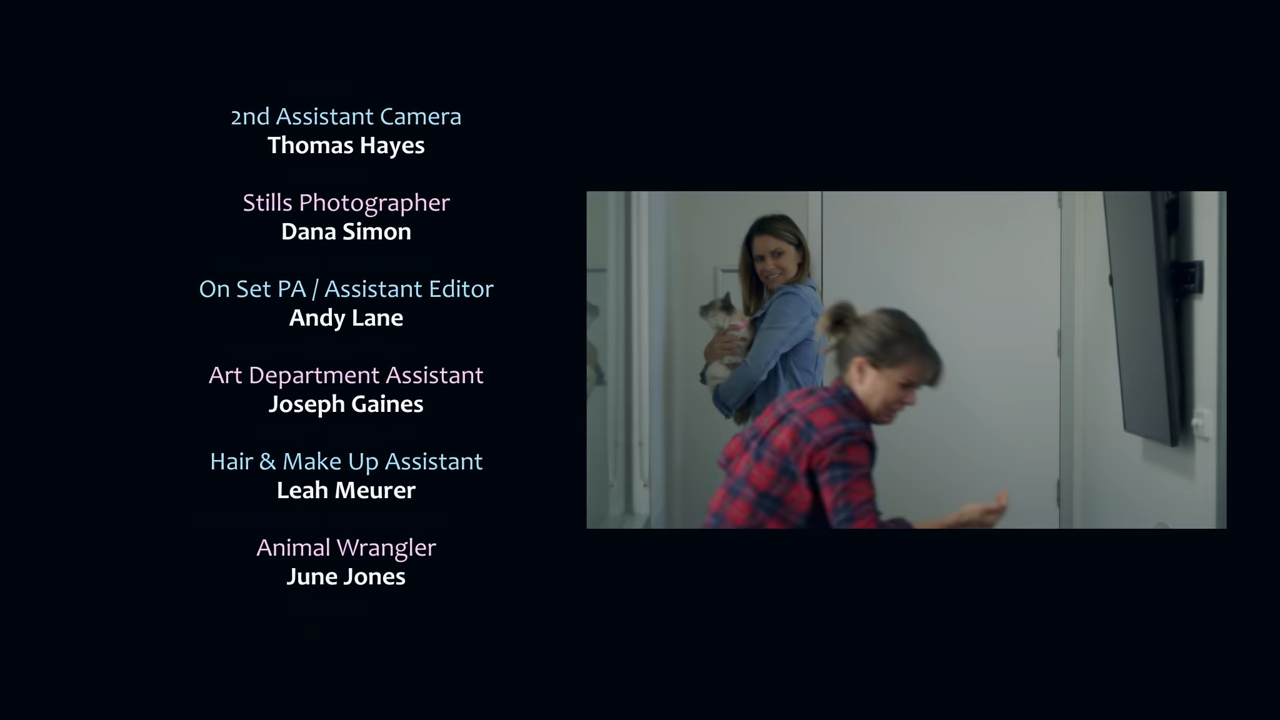 2nd Assistant Camera
Thomas Hayes
Stills Photographer
Dana Simon
On Set PA / Assistant Editor
Andy Lane
Art Department Assistant
Joseph Gaines
Hair & Make Up Assistant
Leah Meurer
Animal Wrangler
June Jones